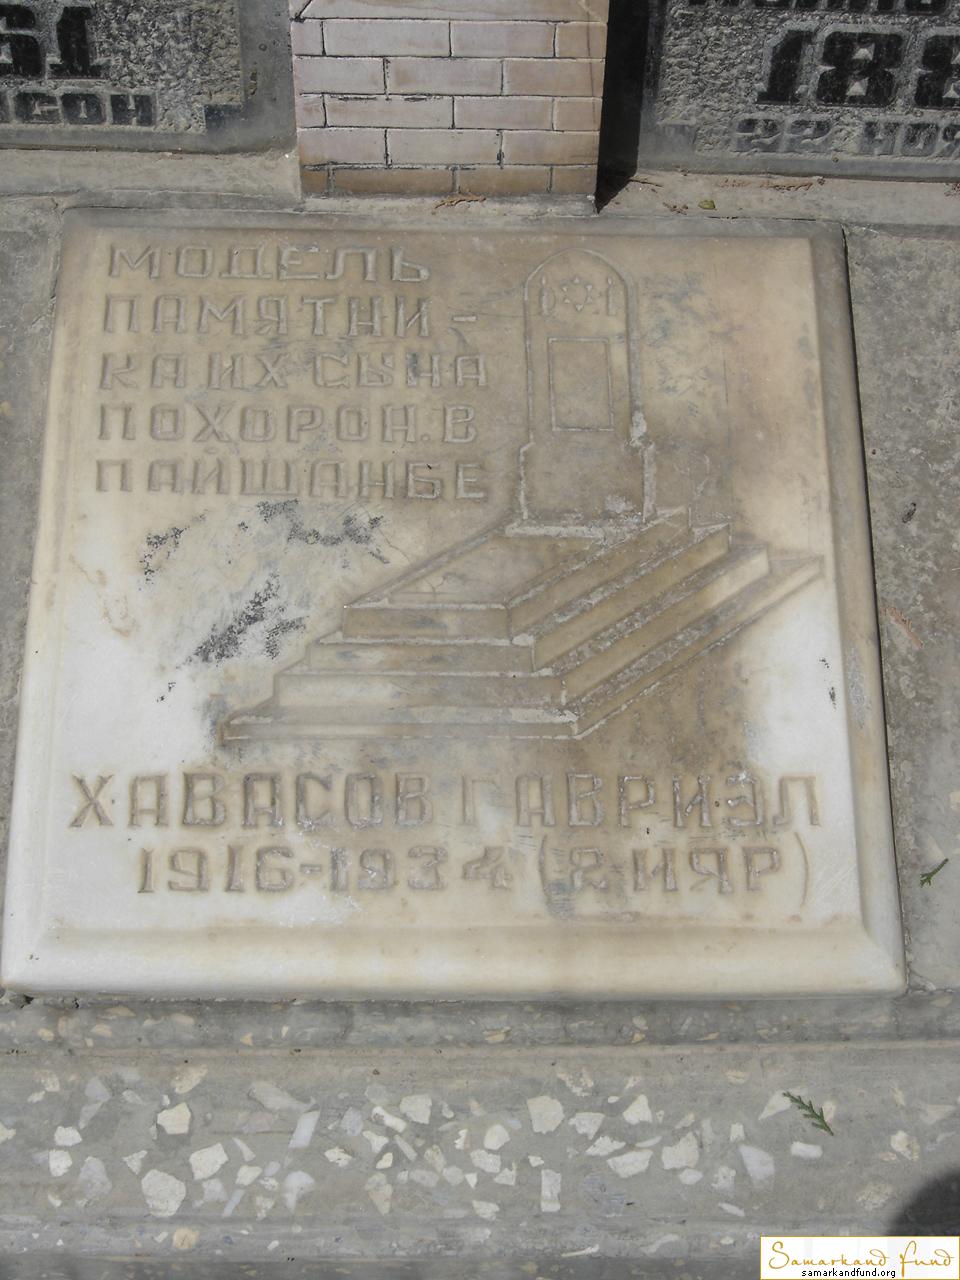 МОДЕЛЬ
ПАМЯТНИ-
КА ИХ СЫНА
ПОХОРОН. В
ПАЙШАНБЕ
ХАВАСОВ ГАВРИЭЛ
1916-1934 (2 ИЯР)
Samarkand fund
samarkandfund.org